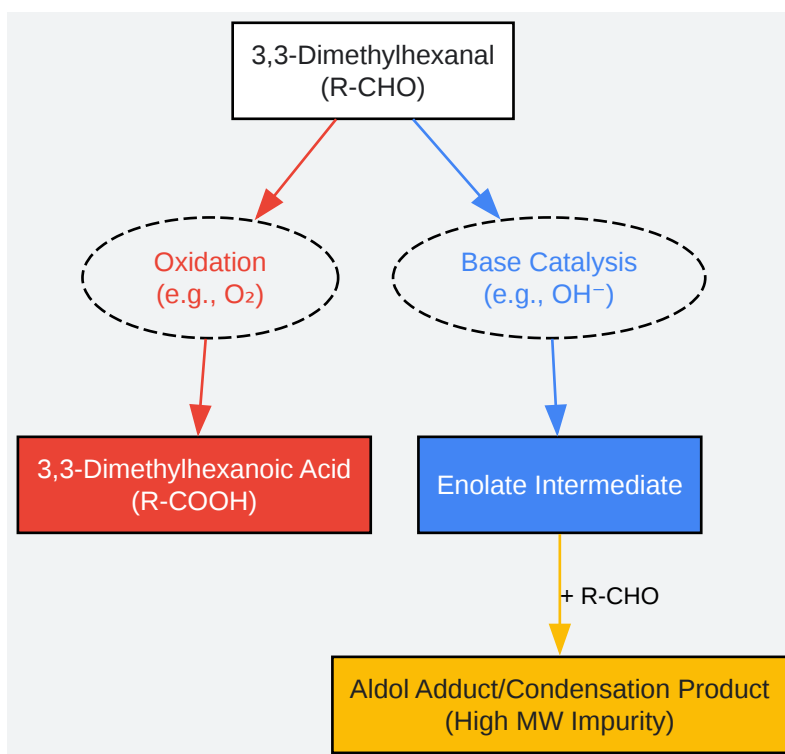 3,3-Dimethylhexanal
(R-CHO)
Oxidation
(e.g., O₂)
Base Catalysis
(e.g., OH⁻)
3,3-Dimethylhexanoic Acid
(R-COOH)
Enolate Intermediate
+ R-CHO
Aldol Adduct/Condensation Product
(High MW Impurity)